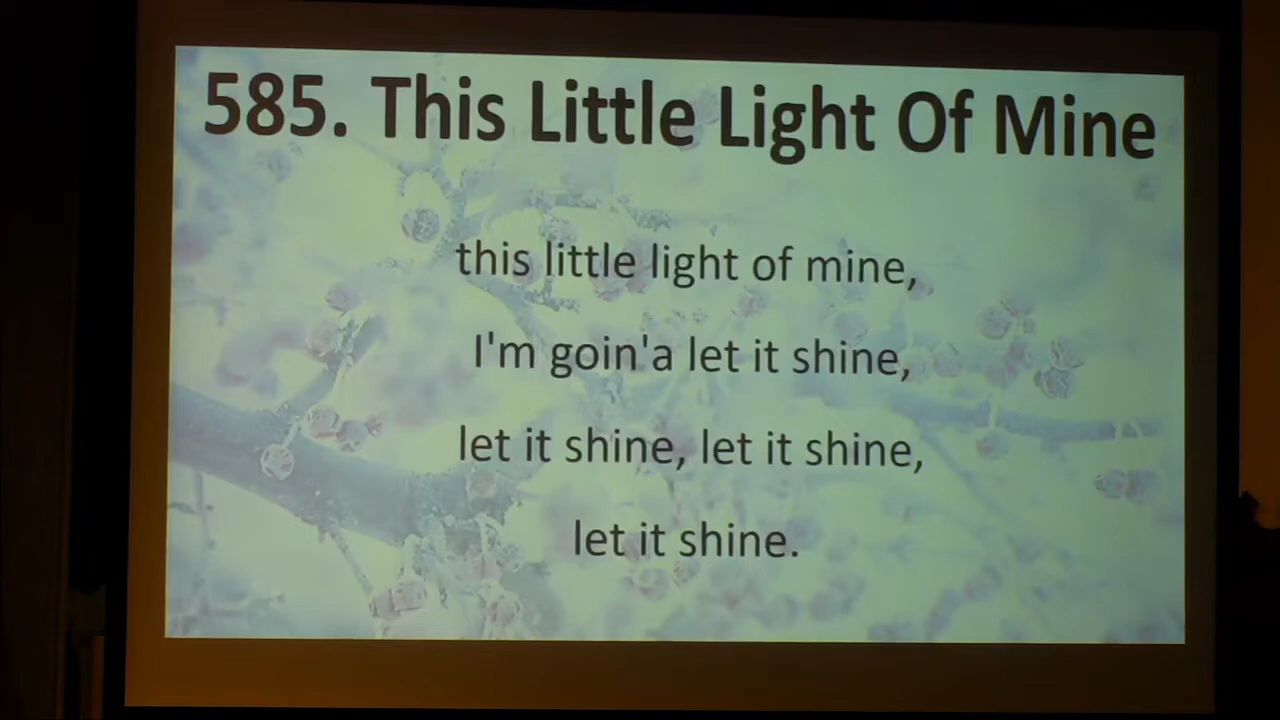 585. This Little Light Of Mine
this little light of mine,
I'm goin'a let it shine,
let it shine, let it shine,
let it shine.